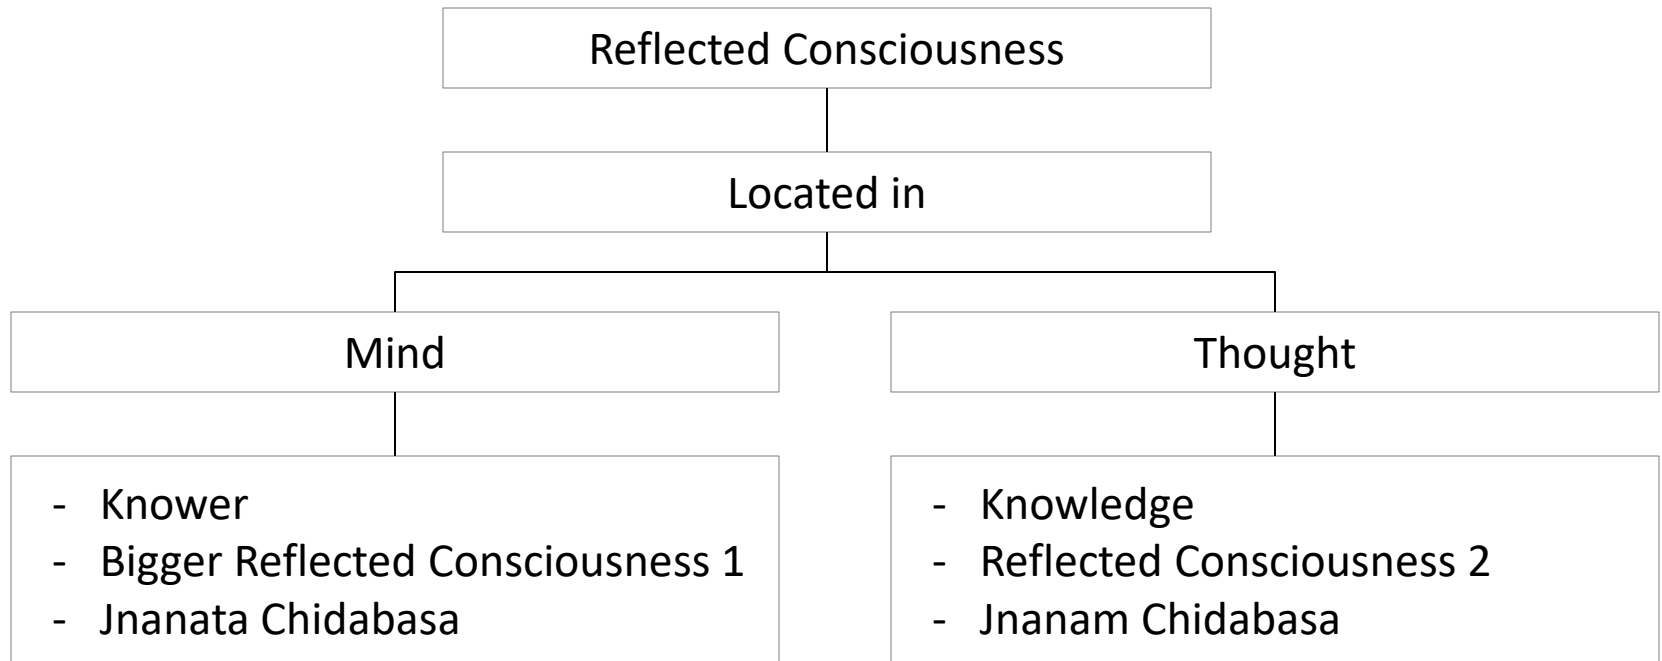 Reflected Consciousness
Located in
Mind
Thought
- Knower
- Bigger Reflected Consciousness 1
- Jnanata Chidabasa
- Knowledge
- Reflected Consciousness 2
- Jnanam Chidabasa